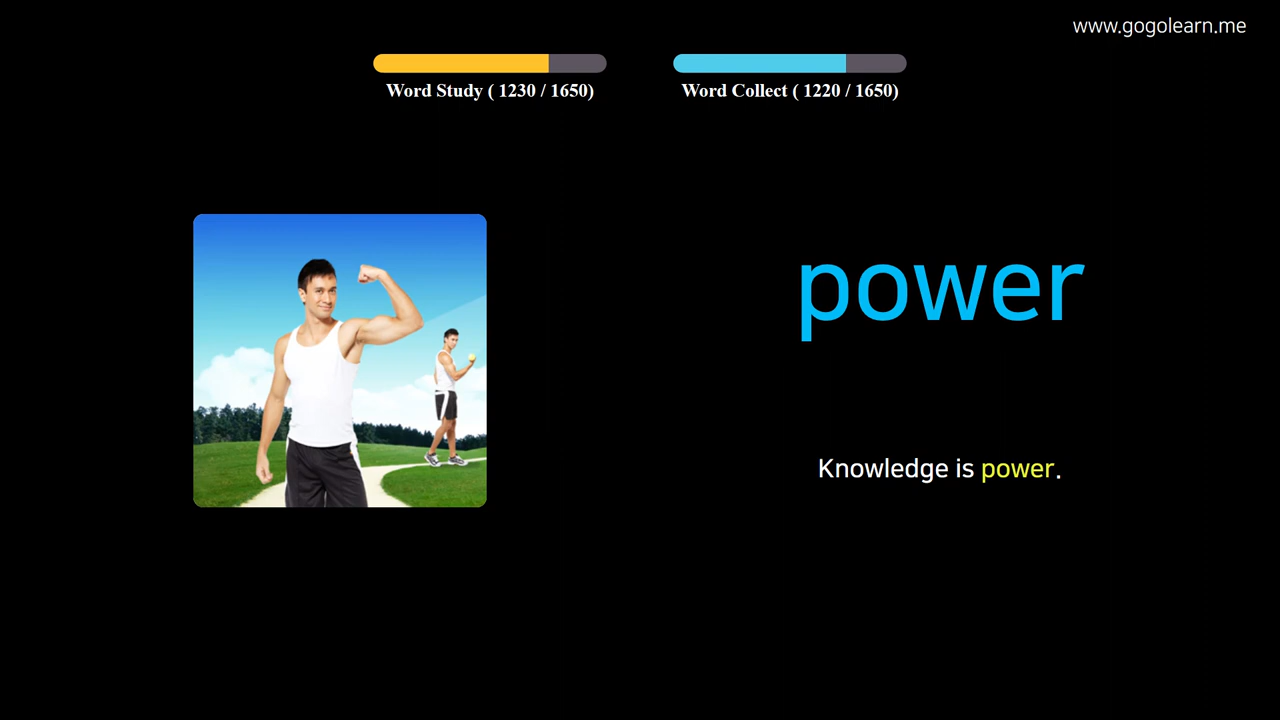 www.gogolearn.me
Word Study ( 1230 / 1650)
Word Collect ( 1220 / 1650)
power
Knowledge is power.